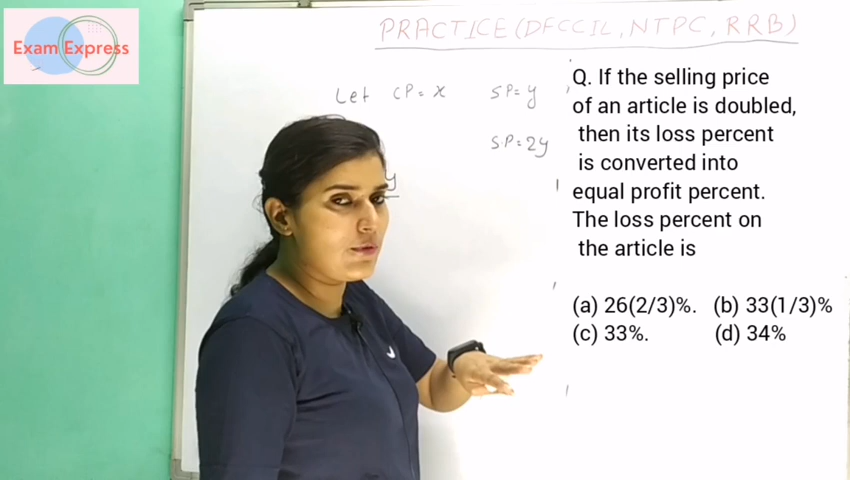 Exam Express
PRACTICE(DFCCIL, NTPC, RRB)
Let CP = x SP = y
S.P = 2y
y
Q. If the selling price
of an article is doubled,
then its loss percent
is converted into
equal profit percent.
The loss percent on
the article is
(a) 26(2/3)%. (b) 33(1/3)%
(c) 33%. (d) 34%